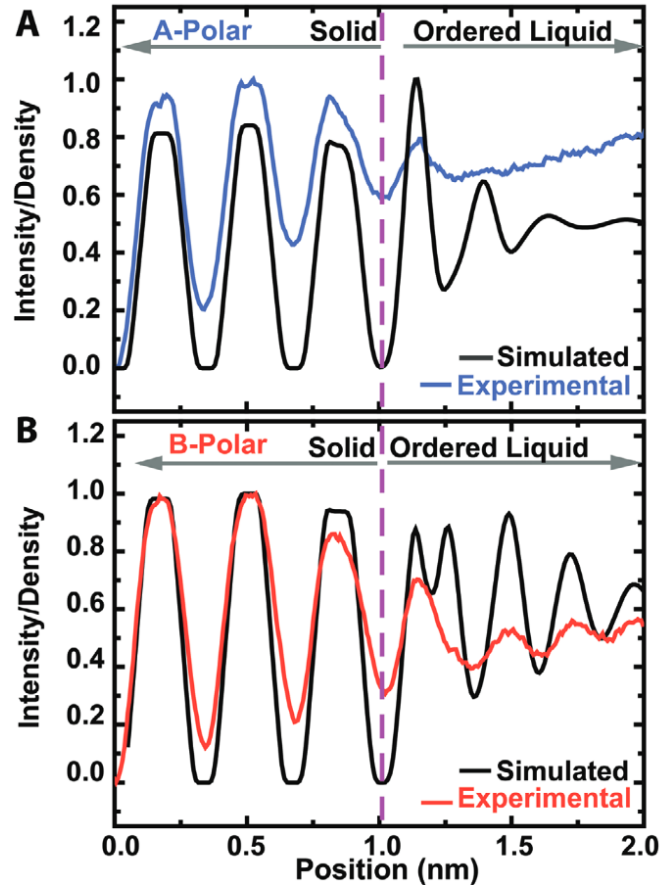 A
1.2
1.0
0.8
0.6
0.4
0.2
0.0
Intensity/Density
A-Polar
Solid
Ordered Liquid
Simulated
Experimental
B
1.2
1.0
0.8
0.6
0.4
0.2
0.0
Intensity/Density
B-Polar
Solid
Ordered Liquid
Simulated
Experimental
0.0 0.5 1.0 1.5 2.0
Position (nm)